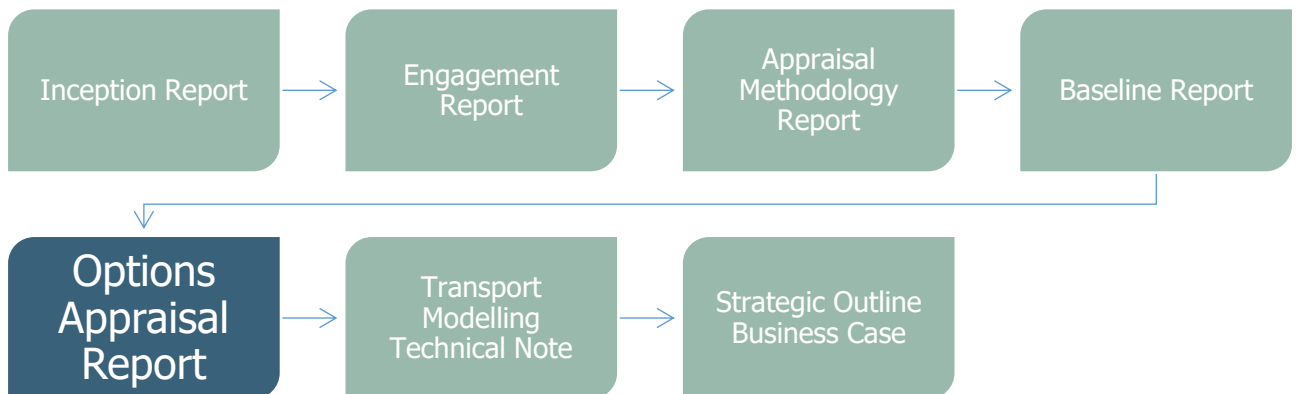 Inception Report
Engagement
Report
Appraisal
Methodology
Report
Baseline Report
Options
Appraisal
Report
Transport
Modelling
Technical Note
Strategic Outline
Business Case